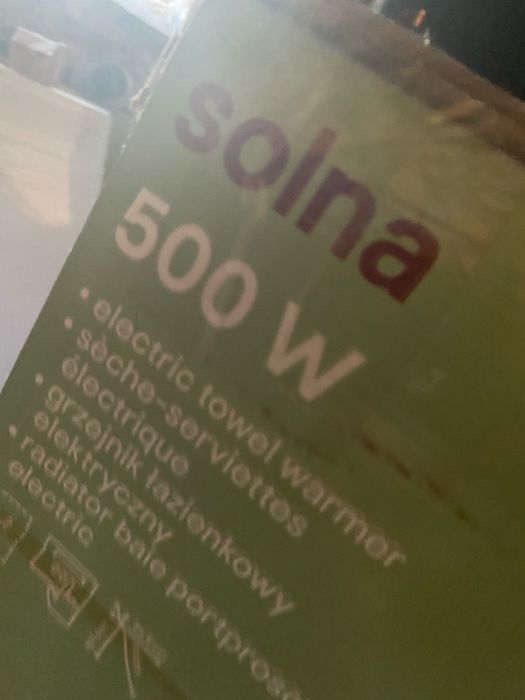 solna
500 W
• electric towel warmer
• sèche-serviettes
électrique
• grzejnik łazienkowy
elektryczny
• radiator baie portprosop
electric